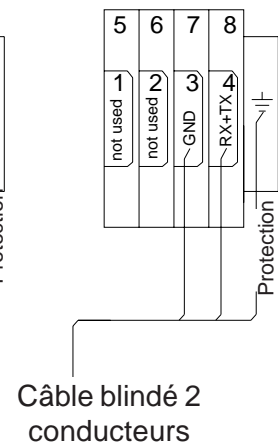 5 6 7 8
1 2 3 4
not used
not used
GND
RX+TX
Protection
Protection
Câble blindé 2
conducteurs